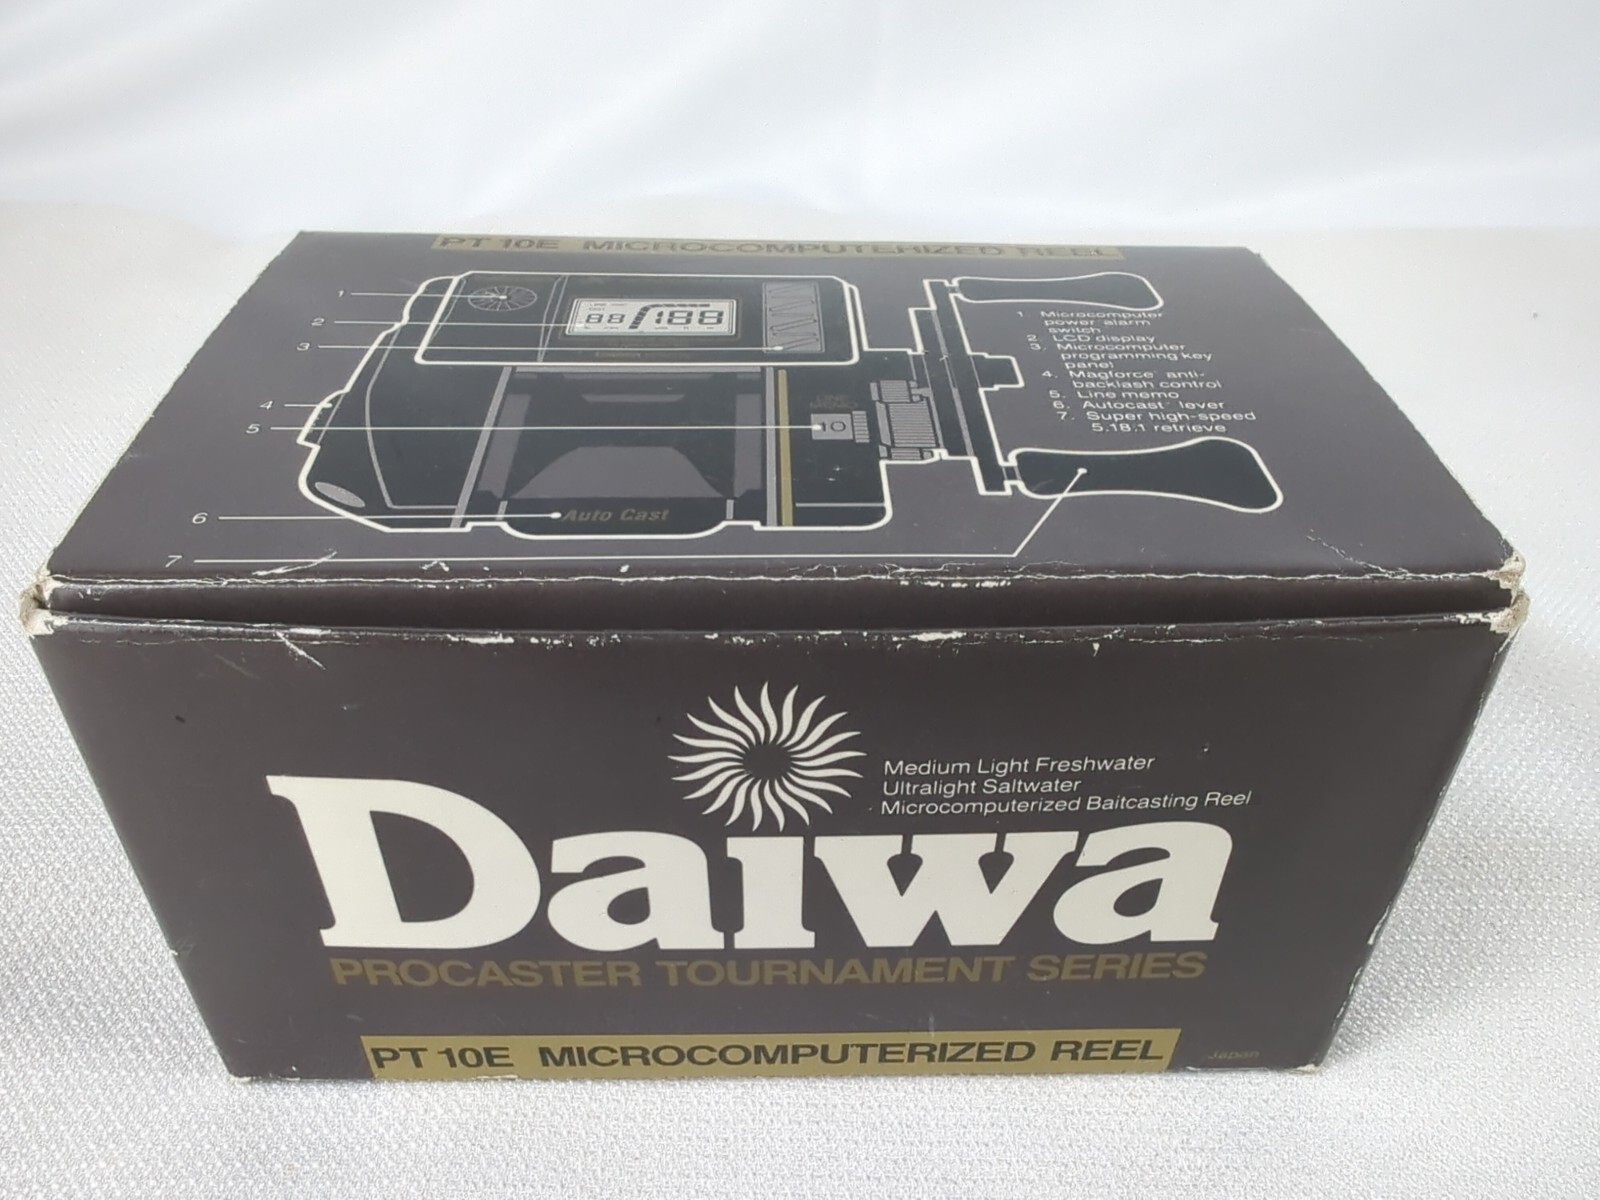 PT 10E MICROCOMPUTERIZED REEL
1
2
3
4
5
6
7
88 188
LINE MEMO
10
Auto Cast
1. Microcomputer
power alarm
switch
2. LCD display
3. Microcomputer
programming key
panel
4. Magforce anti-
backlash control
5. Line memo
6. Autocast lever
7. Super high-speed
5.18:1 retrieve
Medium Light Freshwater
Ultralight Saltwater
Microcomputerized Baitcasting Reel
Daiwa
PROCASTER TOURNAMENT SERIES
PT 10E MICROCOMPUTERIZED REEL
Japan